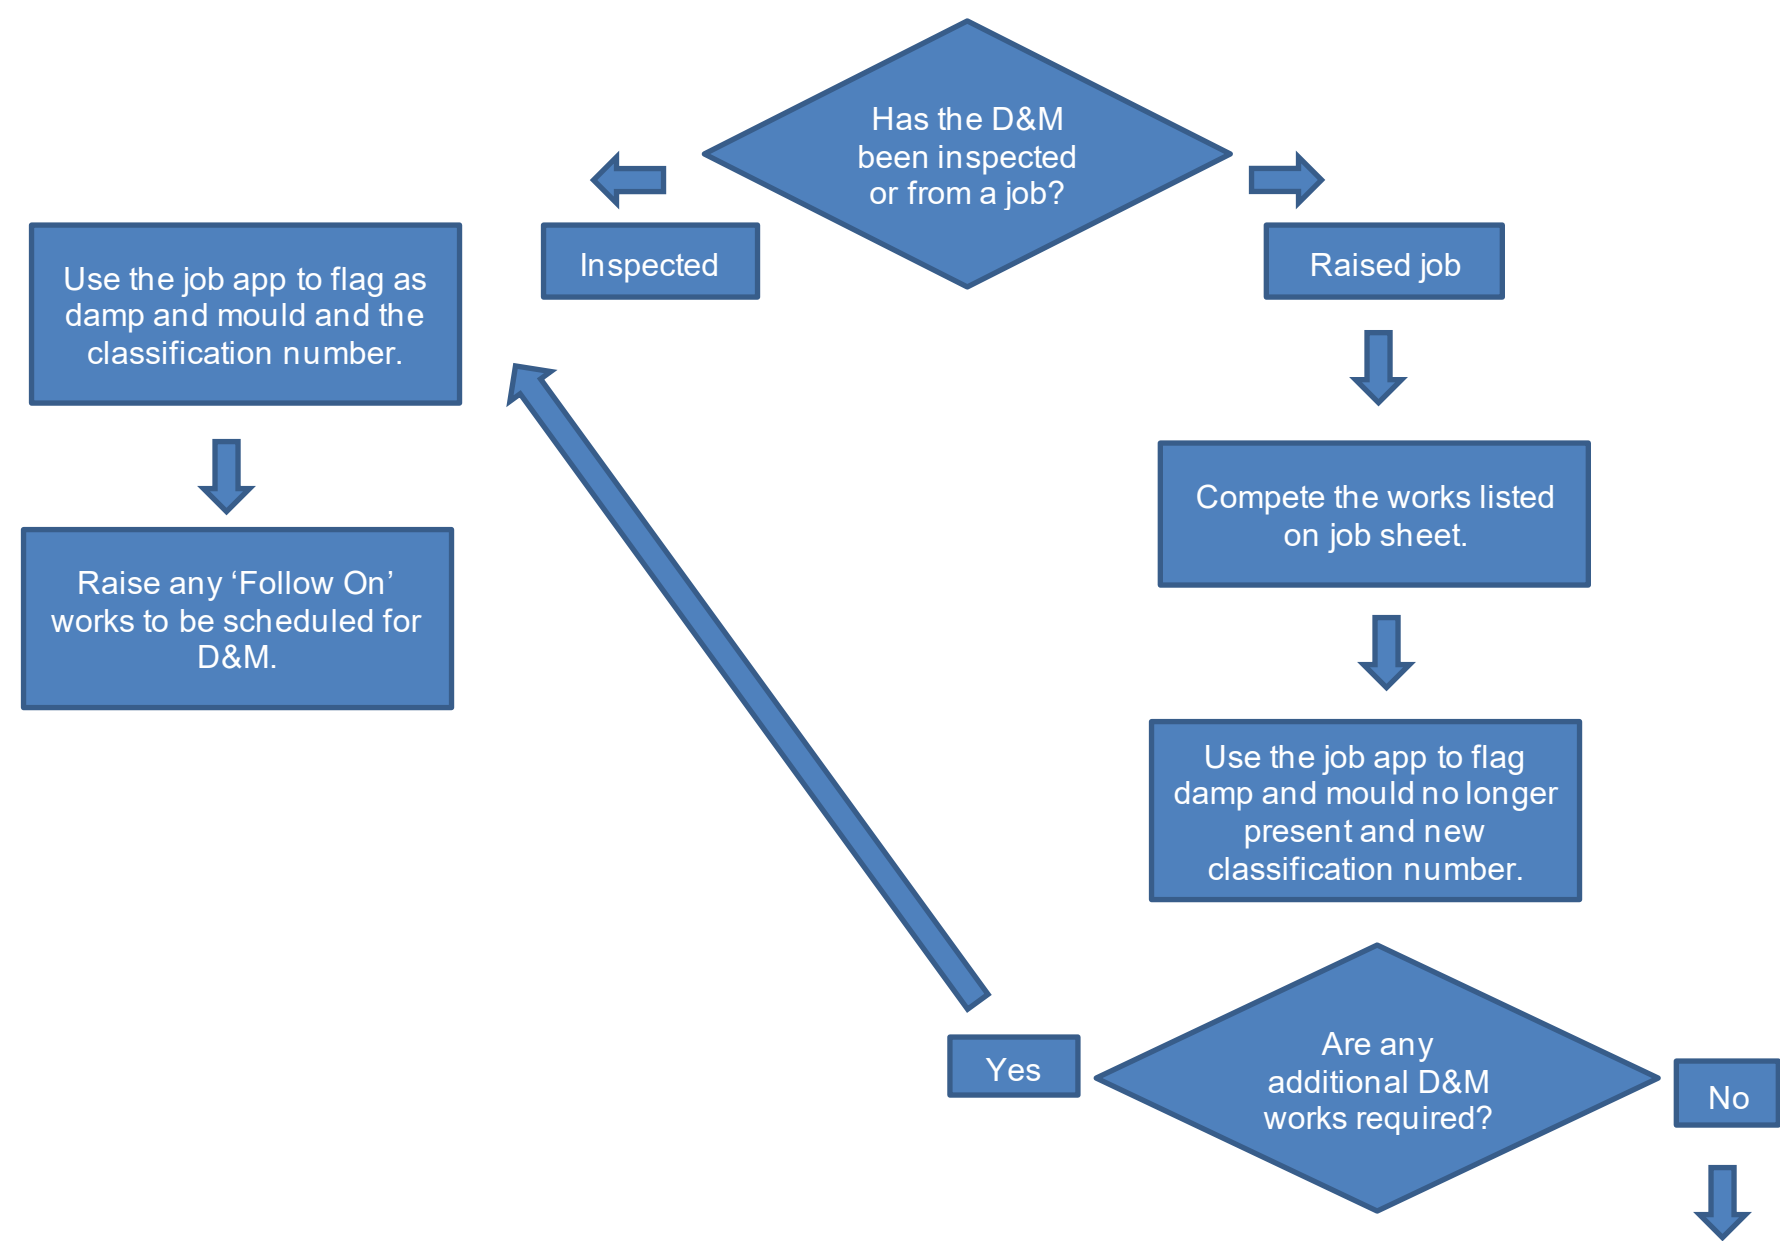 Has the D&M
been inspected
or from a job?
Inspected
Raised job
Use the job app to flag as
damp and mould and the
classification number.
Raise any ‘Follow On’
works to be scheduled for
D&M.
Compete the works listed
on job sheet.
Use the job app to flag
damp and mould no longer
present and new
classification number.
Are any
additional D&M
works required?
Yes
No